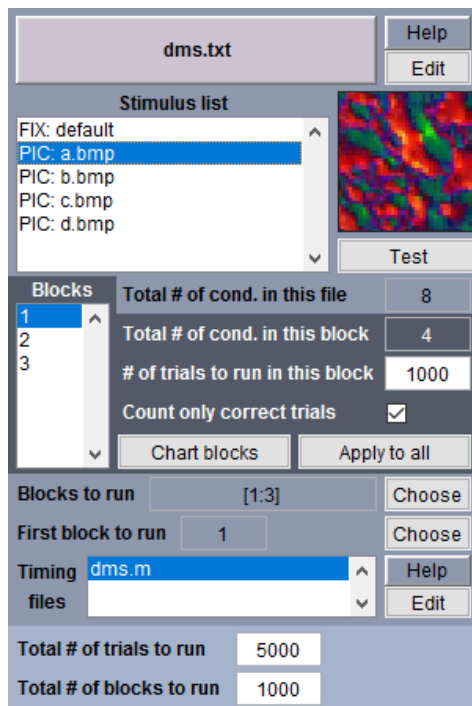 dms.txt
Help
Edit
Stimulus list
FIX: default
PIC: a.bmp
PIC: b.bmp
PIC: c.bmp
PIC: d.bmp
Test
Blocks
1
2
3
Total # of cond. in this file 8
Total # of cond. in this block 4
# of trials to run in this block 1000
Count only correct trials
Chart blocks Apply to all
Blocks to run [1:3] Choose
First block to run 1 Choose
Timing files
dms.m
Help
Edit
Total # of trials to run 5000
Total # of blocks to run 1000